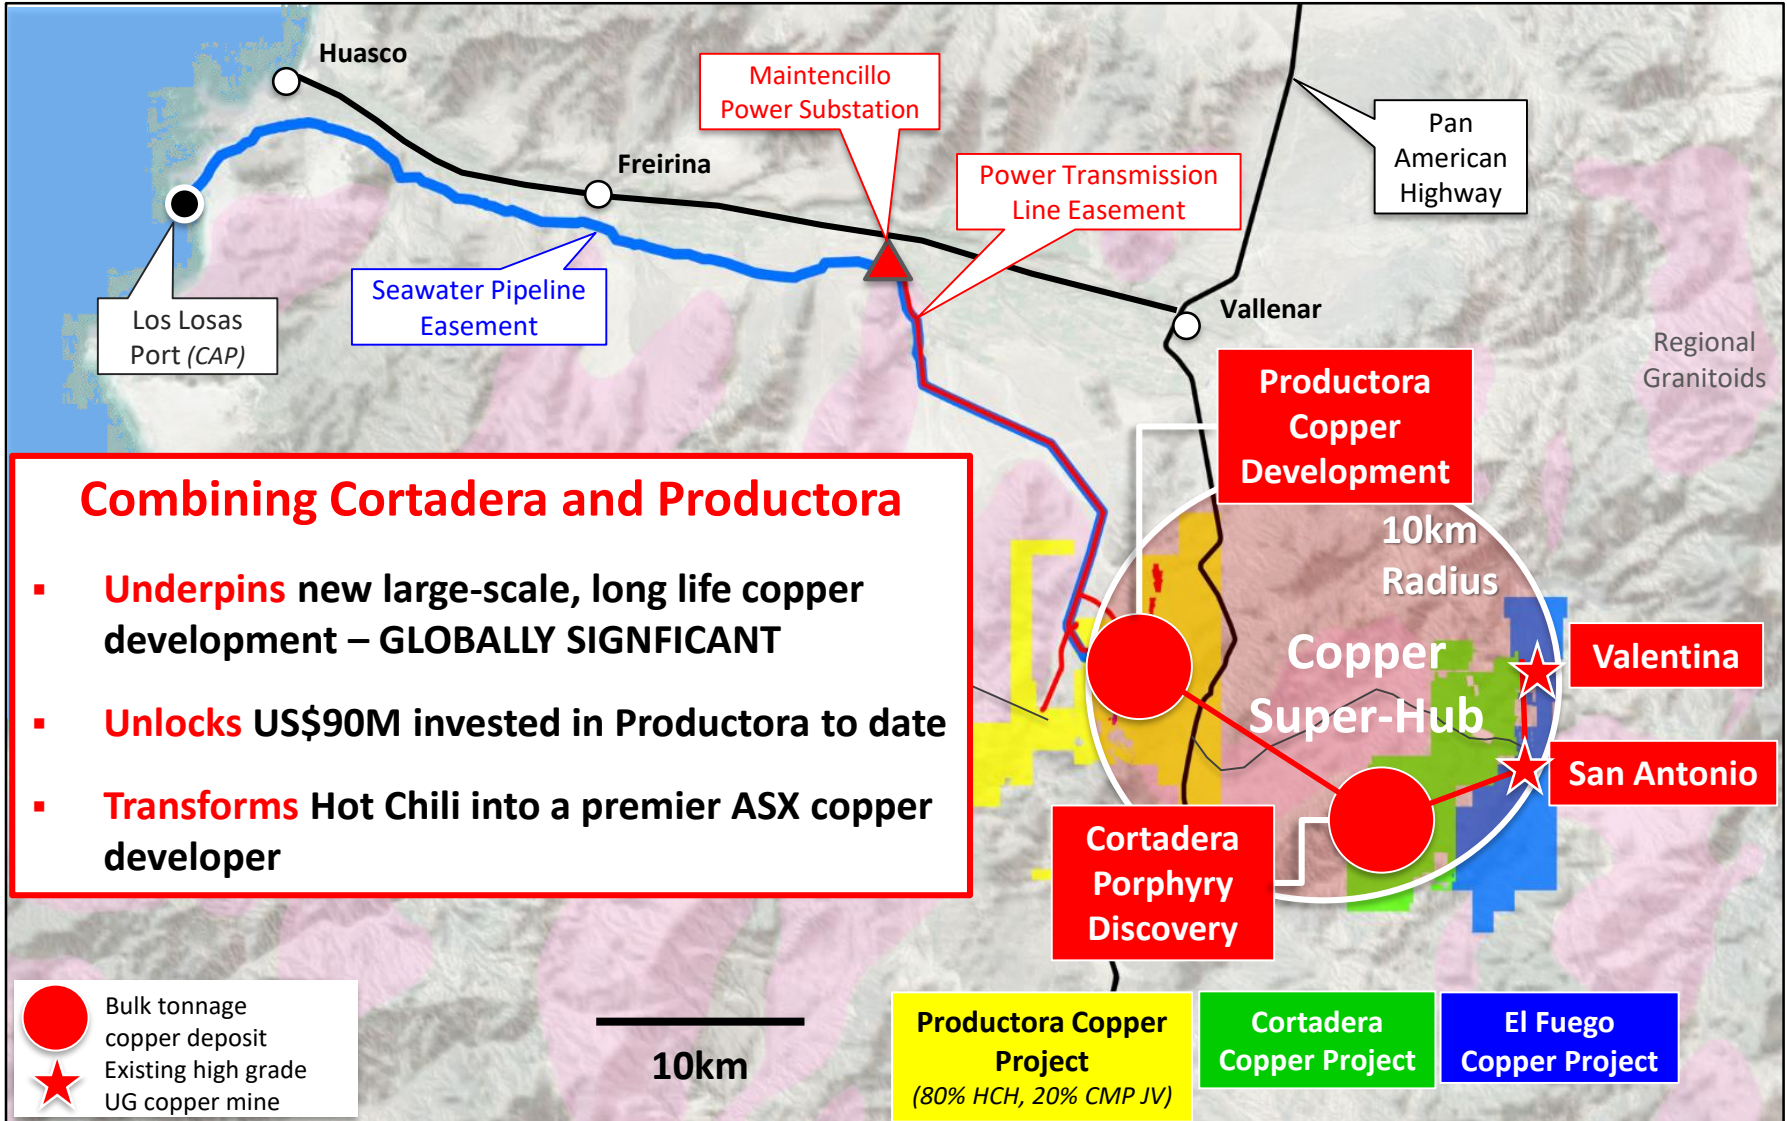 Huasco
Maintencillo
Power Substation
Pan
American
Highway
Freirina
Power Transmission
Line Easement
Seawater Pipeline
Easement
Los Losas
Port (CAP)
Vallenar
Regional
Granitoids
Productora
Copper
Development
Combining Cortadera and Productora
▪ Underpins new large-scale, long life copper
development – GLOBALLY SIGNFICANT
▪ Unlocks US$90M invested in Productora to date
▪ Transforms Hot Chili into a premier ASX copper
developer
10km
Radius
Copper
Super-Hub
Valentina
San Antonio
Cortadera
Porphyry
Discovery
Bulk tonnage
copper deposit
Existing high grade
UG copper mine
10km
Productora Copper
Project
(80% HCH, 20% CMP JV)
Cortadera
Copper Project
El Fuego
Copper Project